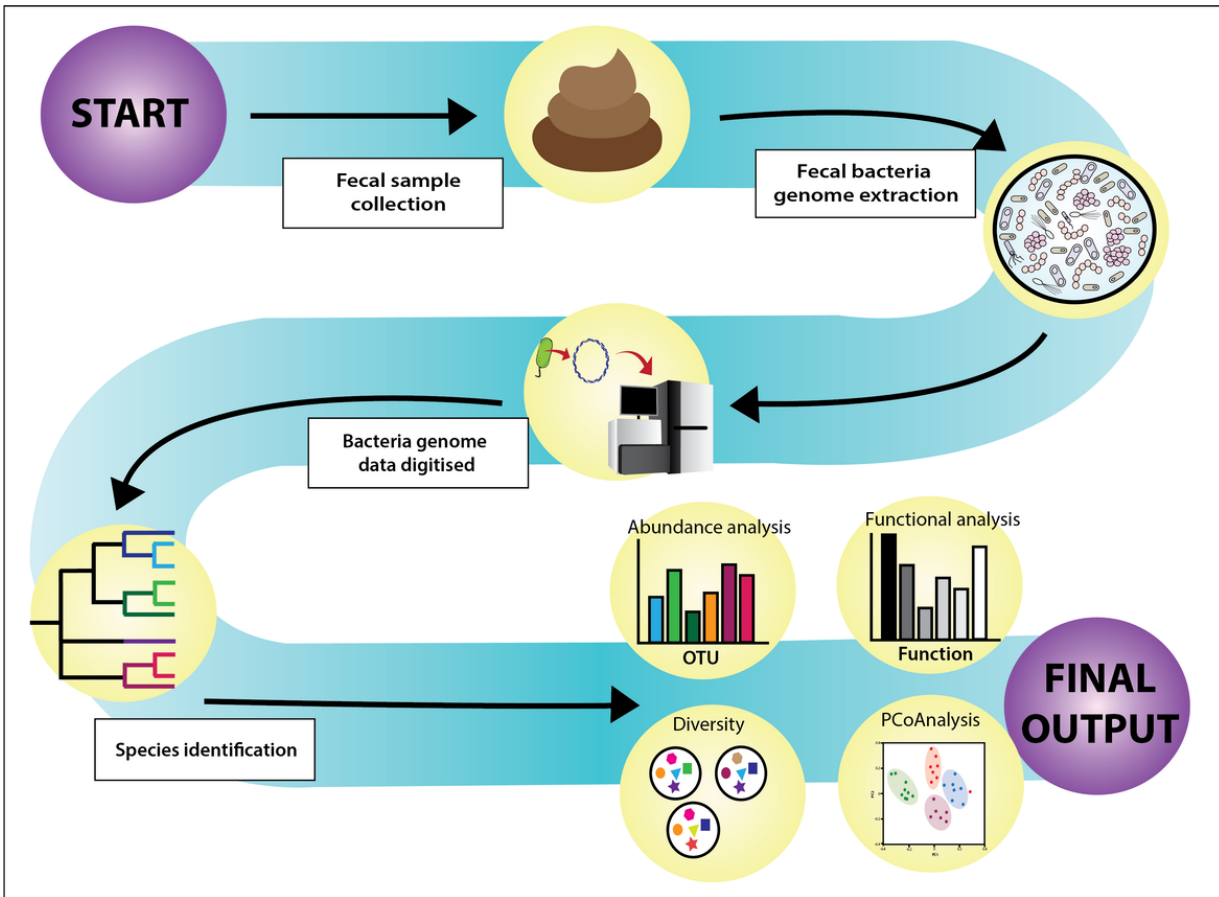 START
Fecal sample
collection
Fecal bacteria
genome extraction
Bacteria genome
data digitised
Species identification
Abundance analysis
OTU
Functional analysis
Function
Diversity
PCoAnalysis
FINAL
OUTPUT